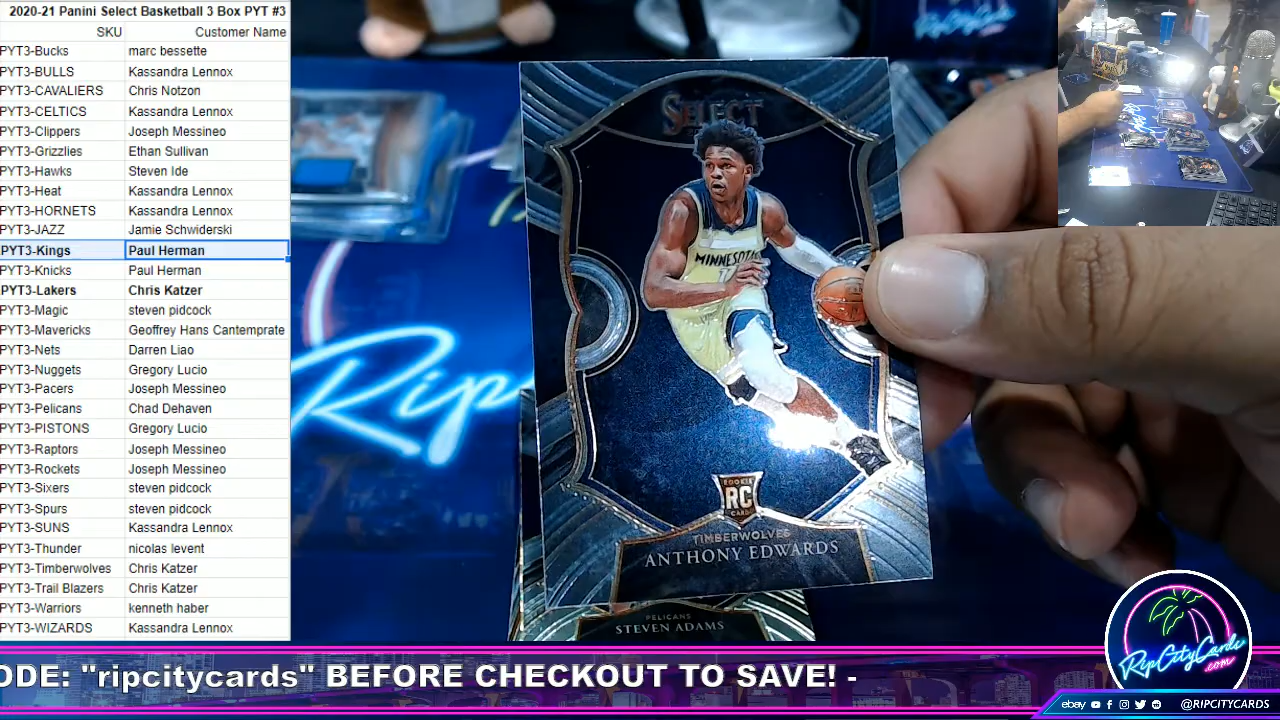 2020-21 Panini Select Basketball 3 Box PYT #3
SKU Customer Name
PYT3-Bucks marc bessette
PYT3-BULLS Kassandra Lennox
PYT3-CAVALIERS Chris Notzon
PYT3-CELTICS Kassandra Lennox
PYT3-Clippers Joseph Messineo
PYT3-Grizzlies Ethan Sullivan
PYT3-Hawks Steven Ide
PYT3-Heat Kassandra Lennox
PYT3-HORNETS Kassandra Lennox
PYT3-JAZZ Jamie Schwiderski
PYT3-Kings Paul Herman
PYT3-Knicks Paul Herman
PYT3-Lakers Chris Katzer
PYT3-Magic steven pidcock
PYT3-Mavericks Geoffrey Hans Cantemprate
PYT3-Nets Darren Liao
PYT3-Nuggets Gregory Lucio
PYT3-Pacers Joseph Messineo
PYT3-Pelicans Chad Dehaven
PYT3-PISTONS Gregory Lucio
PYT3-Raptors Joseph Messineo
PYT3-Rockets Joseph Messineo
PYT3-Sixers steven pidcock
PYT3-Spurs steven pidcock
PYT3-SUNS Kassandra Lennox
PYT3-Thunder nicolas levent
PYT3-Timberwolves Chris Katzer
PYT3-Trail Blazers Chris Katzer
PYT3-Warriors kenneth haber
PYT3-WIZARDS Kassandra Lennox
SELECT
MINNESOTA
ROOKIE
RC
CARD
TIMBERWOLVES
ANTHONY EDWARDS
PELICANS
STEVEN ADAMS
Rip
RipCityCards
.com
ODE: "ripcitycards " BEFORE CHECKOUT TO SAVE! -
ebay @RIPCITYCARDS